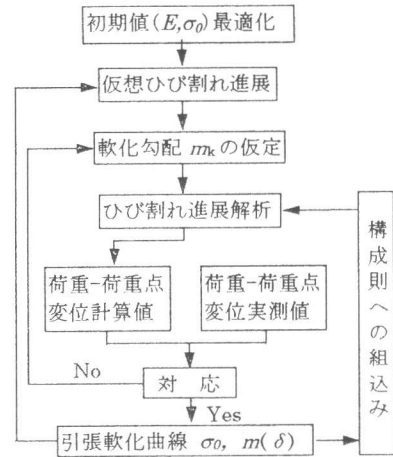 初期値(E,σ₀)最適化
仮想ひび割れ進展
軟化勾配 mₖ の仮定
ひび割れ進展解析
荷重−荷重点
変位計算値
荷重−荷重点
変位実測値
No
対 応
Yes
引張軟化曲線 σ₀, m(δ)
構成則への組込み